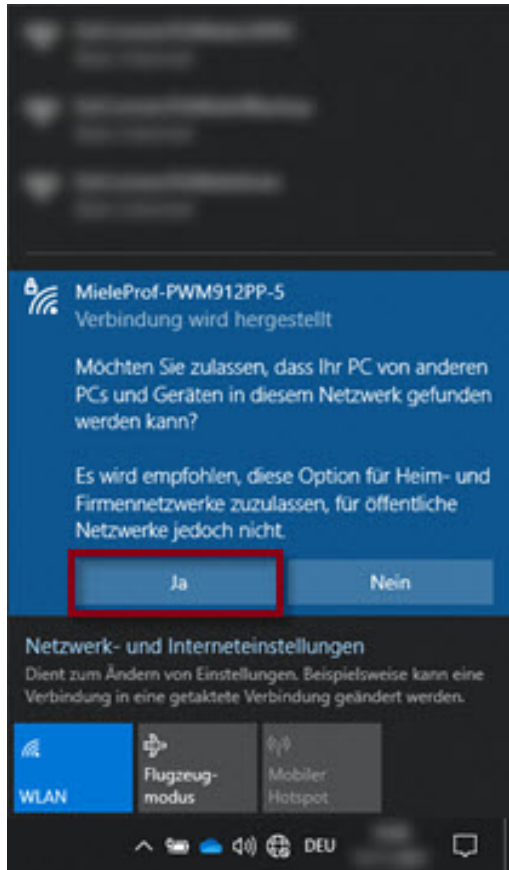 MieleProf-PWM912PP-5
Verbindung wird hergestellt
Möchten Sie zulassen, dass Ihr PC von anderen
PCs und Geräten in diesem Netzwerk gefunden
werden kann?
Es wird empfohlen, diese Option für Heim- und
Firmennetzwerke zuzulassen, für öffentliche
Netzwerke jedoch nicht.
Ja Nein
Netzwerk- und Interneteinstellungen
Dient zum Ändern von Einstellungen. Beispielsweise kann eine
Verbindung in eine getaktete Verbindung geändert werden.
WLAN
Flugzeug-
modus
Mobiler
Hotspot
DEU